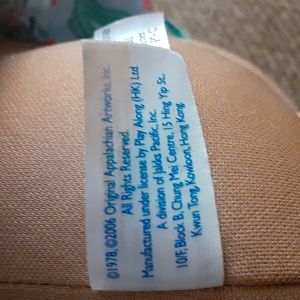 ©1978, ©2006 Original Appalachian Artworks, Inc.
All Rights Reserved.
Manufactured under license by Play Along (HK) Ltd.
A division of Jakks Pacific, Inc.
10/F, Block B, Chung Mei Centre, 15 Hing Yip St.,
Kwun Tong, Kowloon, Hong Kong